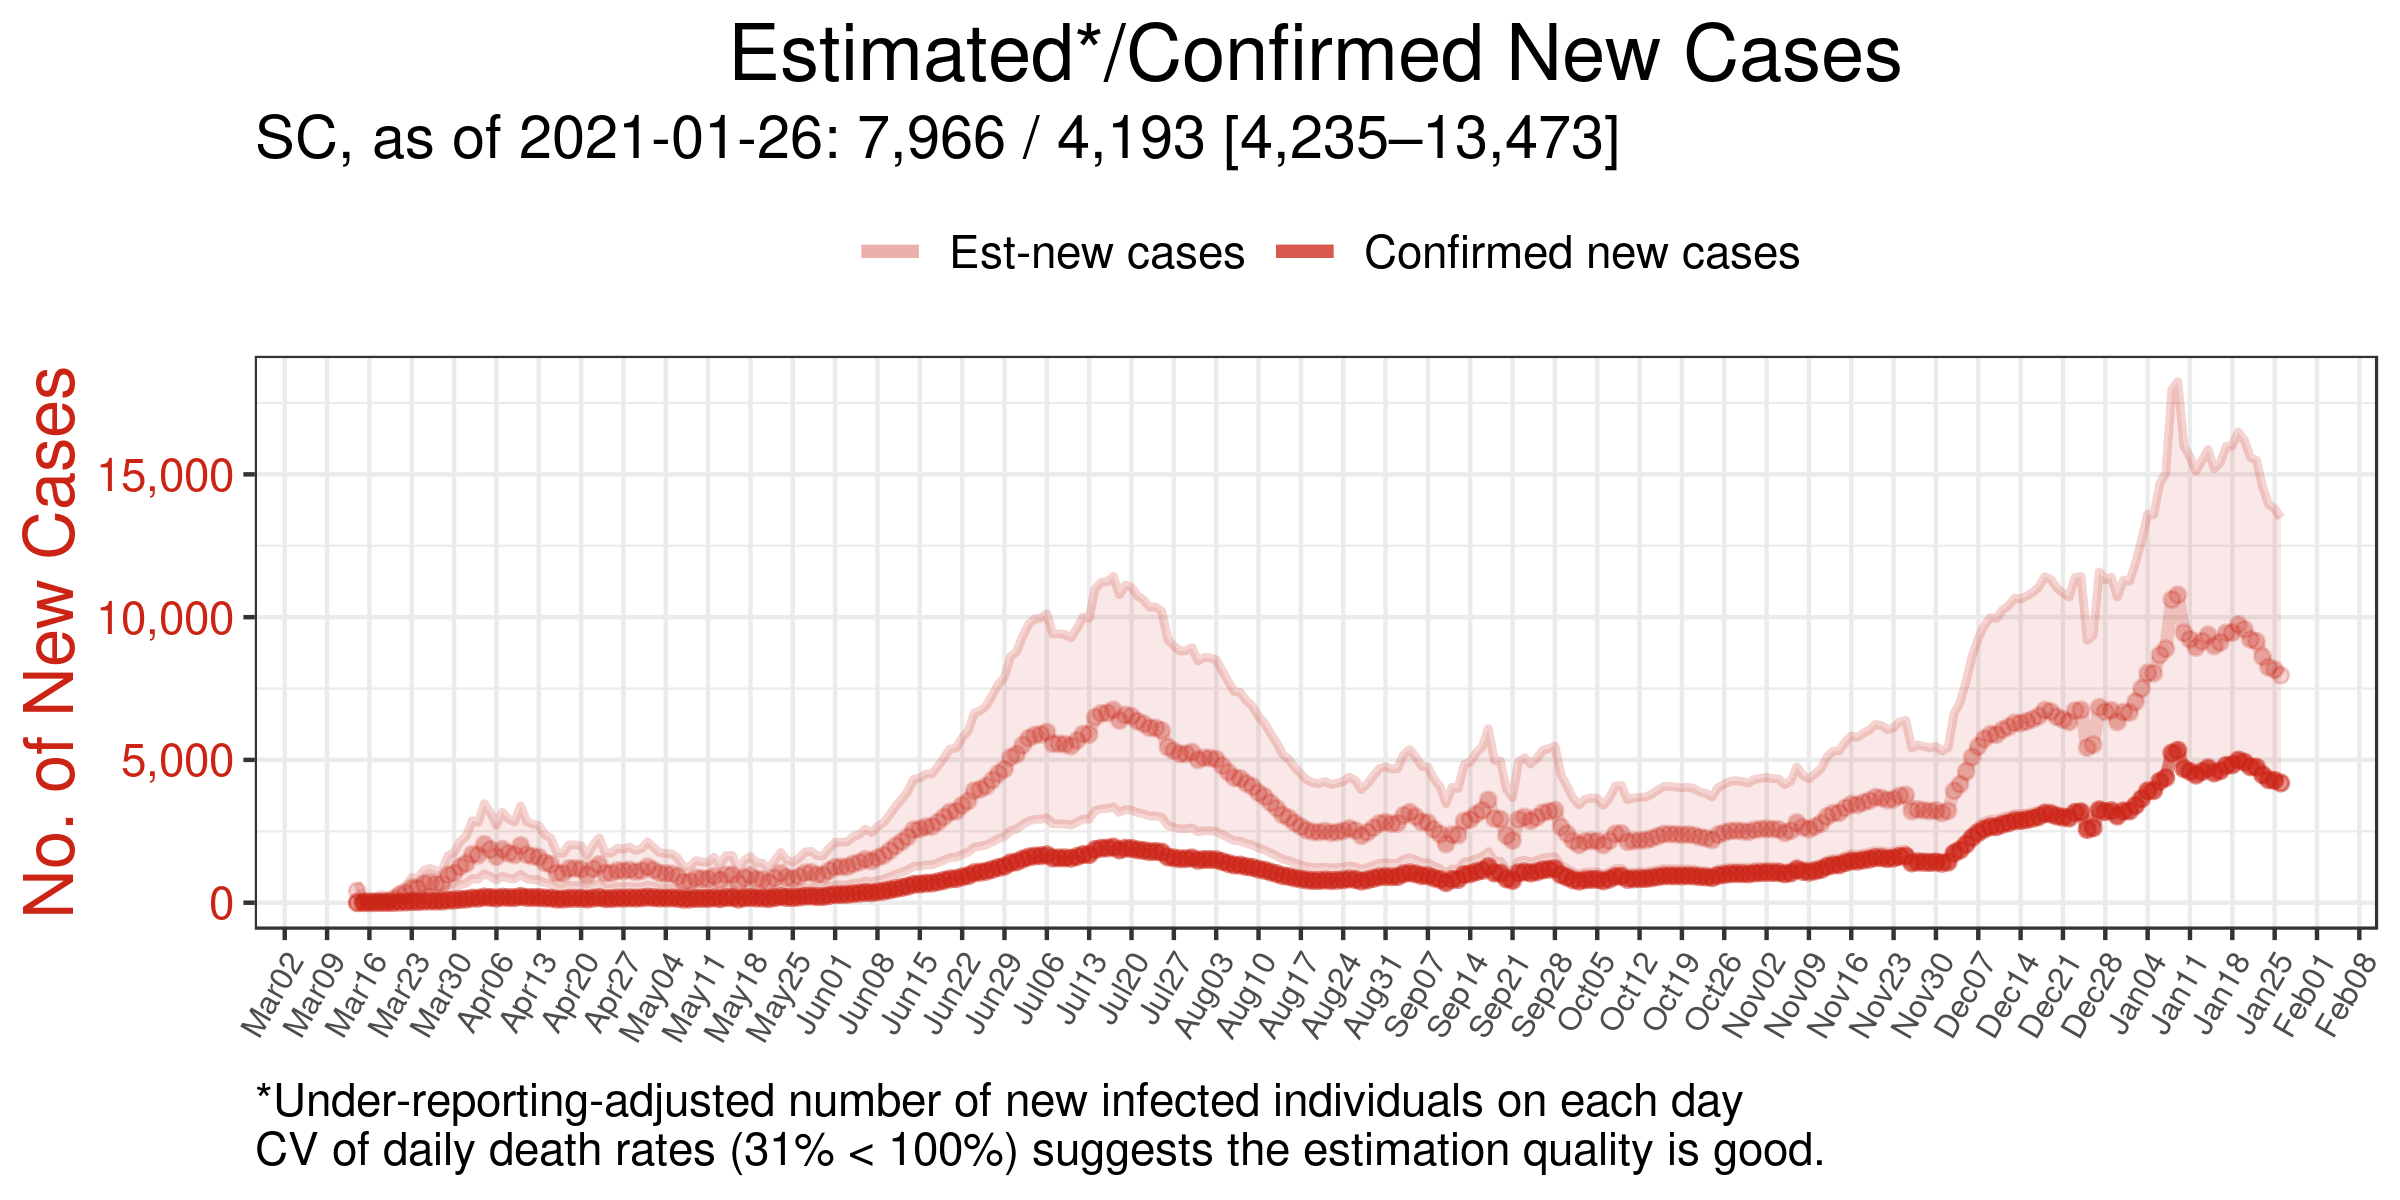 Estimated*/Confirmed New Cases
SC, as of 2021-01-26: 7,966 / 4,193 [4,235–13,473]
Est-new cases
Confirmed new cases
No. of New Cases
15,000
10,000
5,000
0
Mar02
Mar09
Mar16
Mar23
Mar30
Apr06
Apr13
Apr20
Apr27
May04
May11
May18
May25
Jun01
Jun08
Jun15
Jun22
Jun29
Jul06
Jul13
Jul20
Jul27
Aug03
Aug10
Aug17
Aug24
Aug31
Sep07
Sep14
Sep21
Sep28
Oct05
Oct12
Oct19
Oct26
Nov02
Nov09
Nov16
Nov23
Nov30
Dec07
Dec14
Dec21
Dec28
Jan04
Jan11
Jan18
Jan25
Feb01
Feb08
*Under-reporting-adjusted number of new infected individuals on each day
CV of daily death rates (31% < 100%) suggests the estimation quality is good.